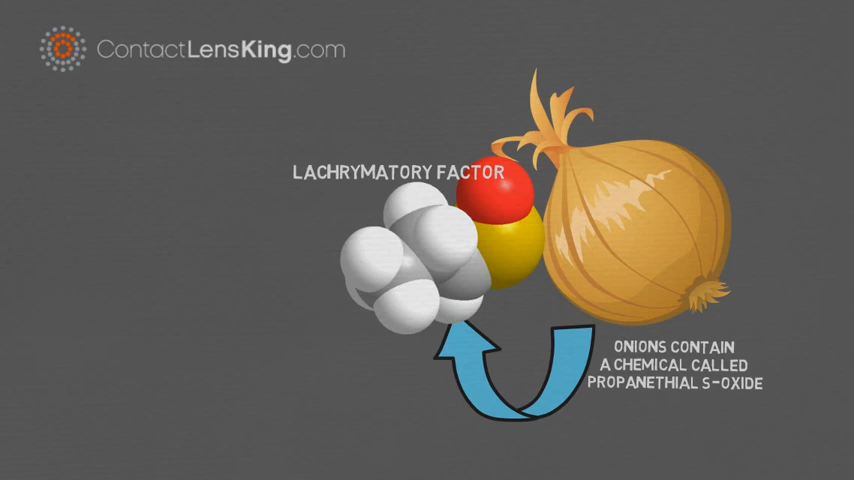 ContactLensKing.com
LACHRYMATORY FACTOR
ONIONS CONTAIN
A CHEMICAL CALLED
PROPANETHIAL S-OXIDE